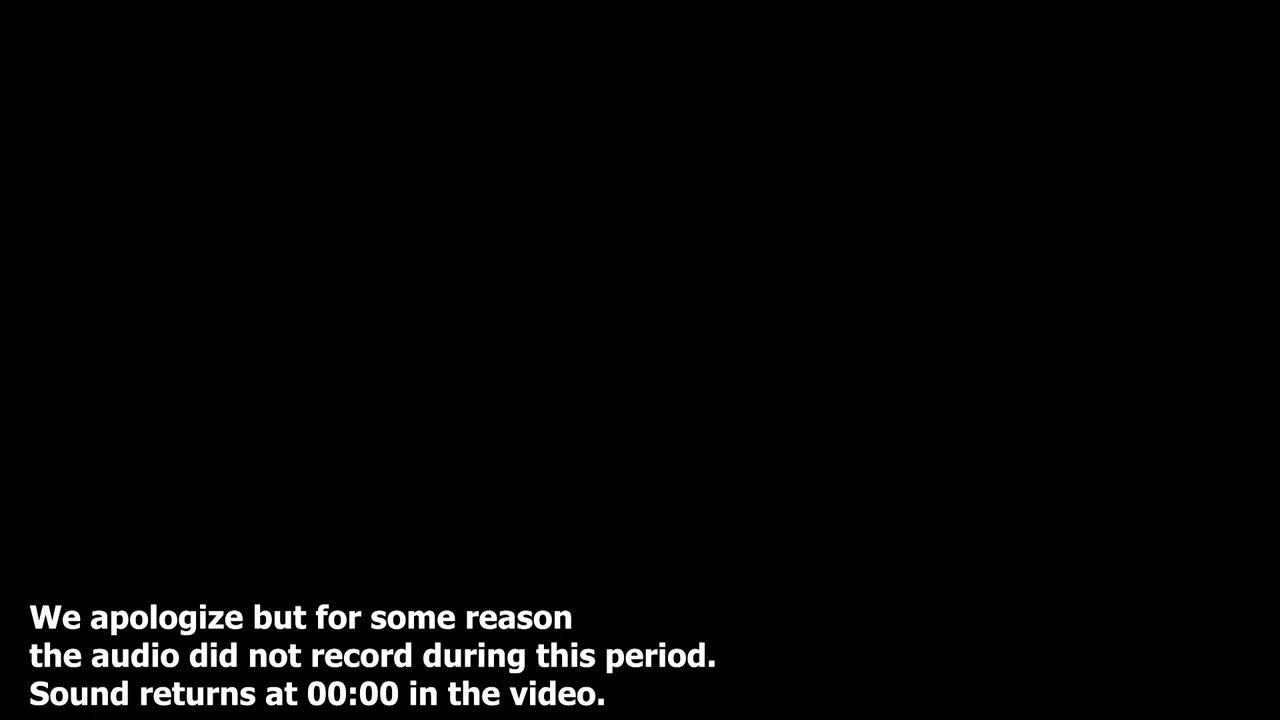 We apologize but for some reason
the audio did not record during this period.
Sound returns at 00:00 in the video.